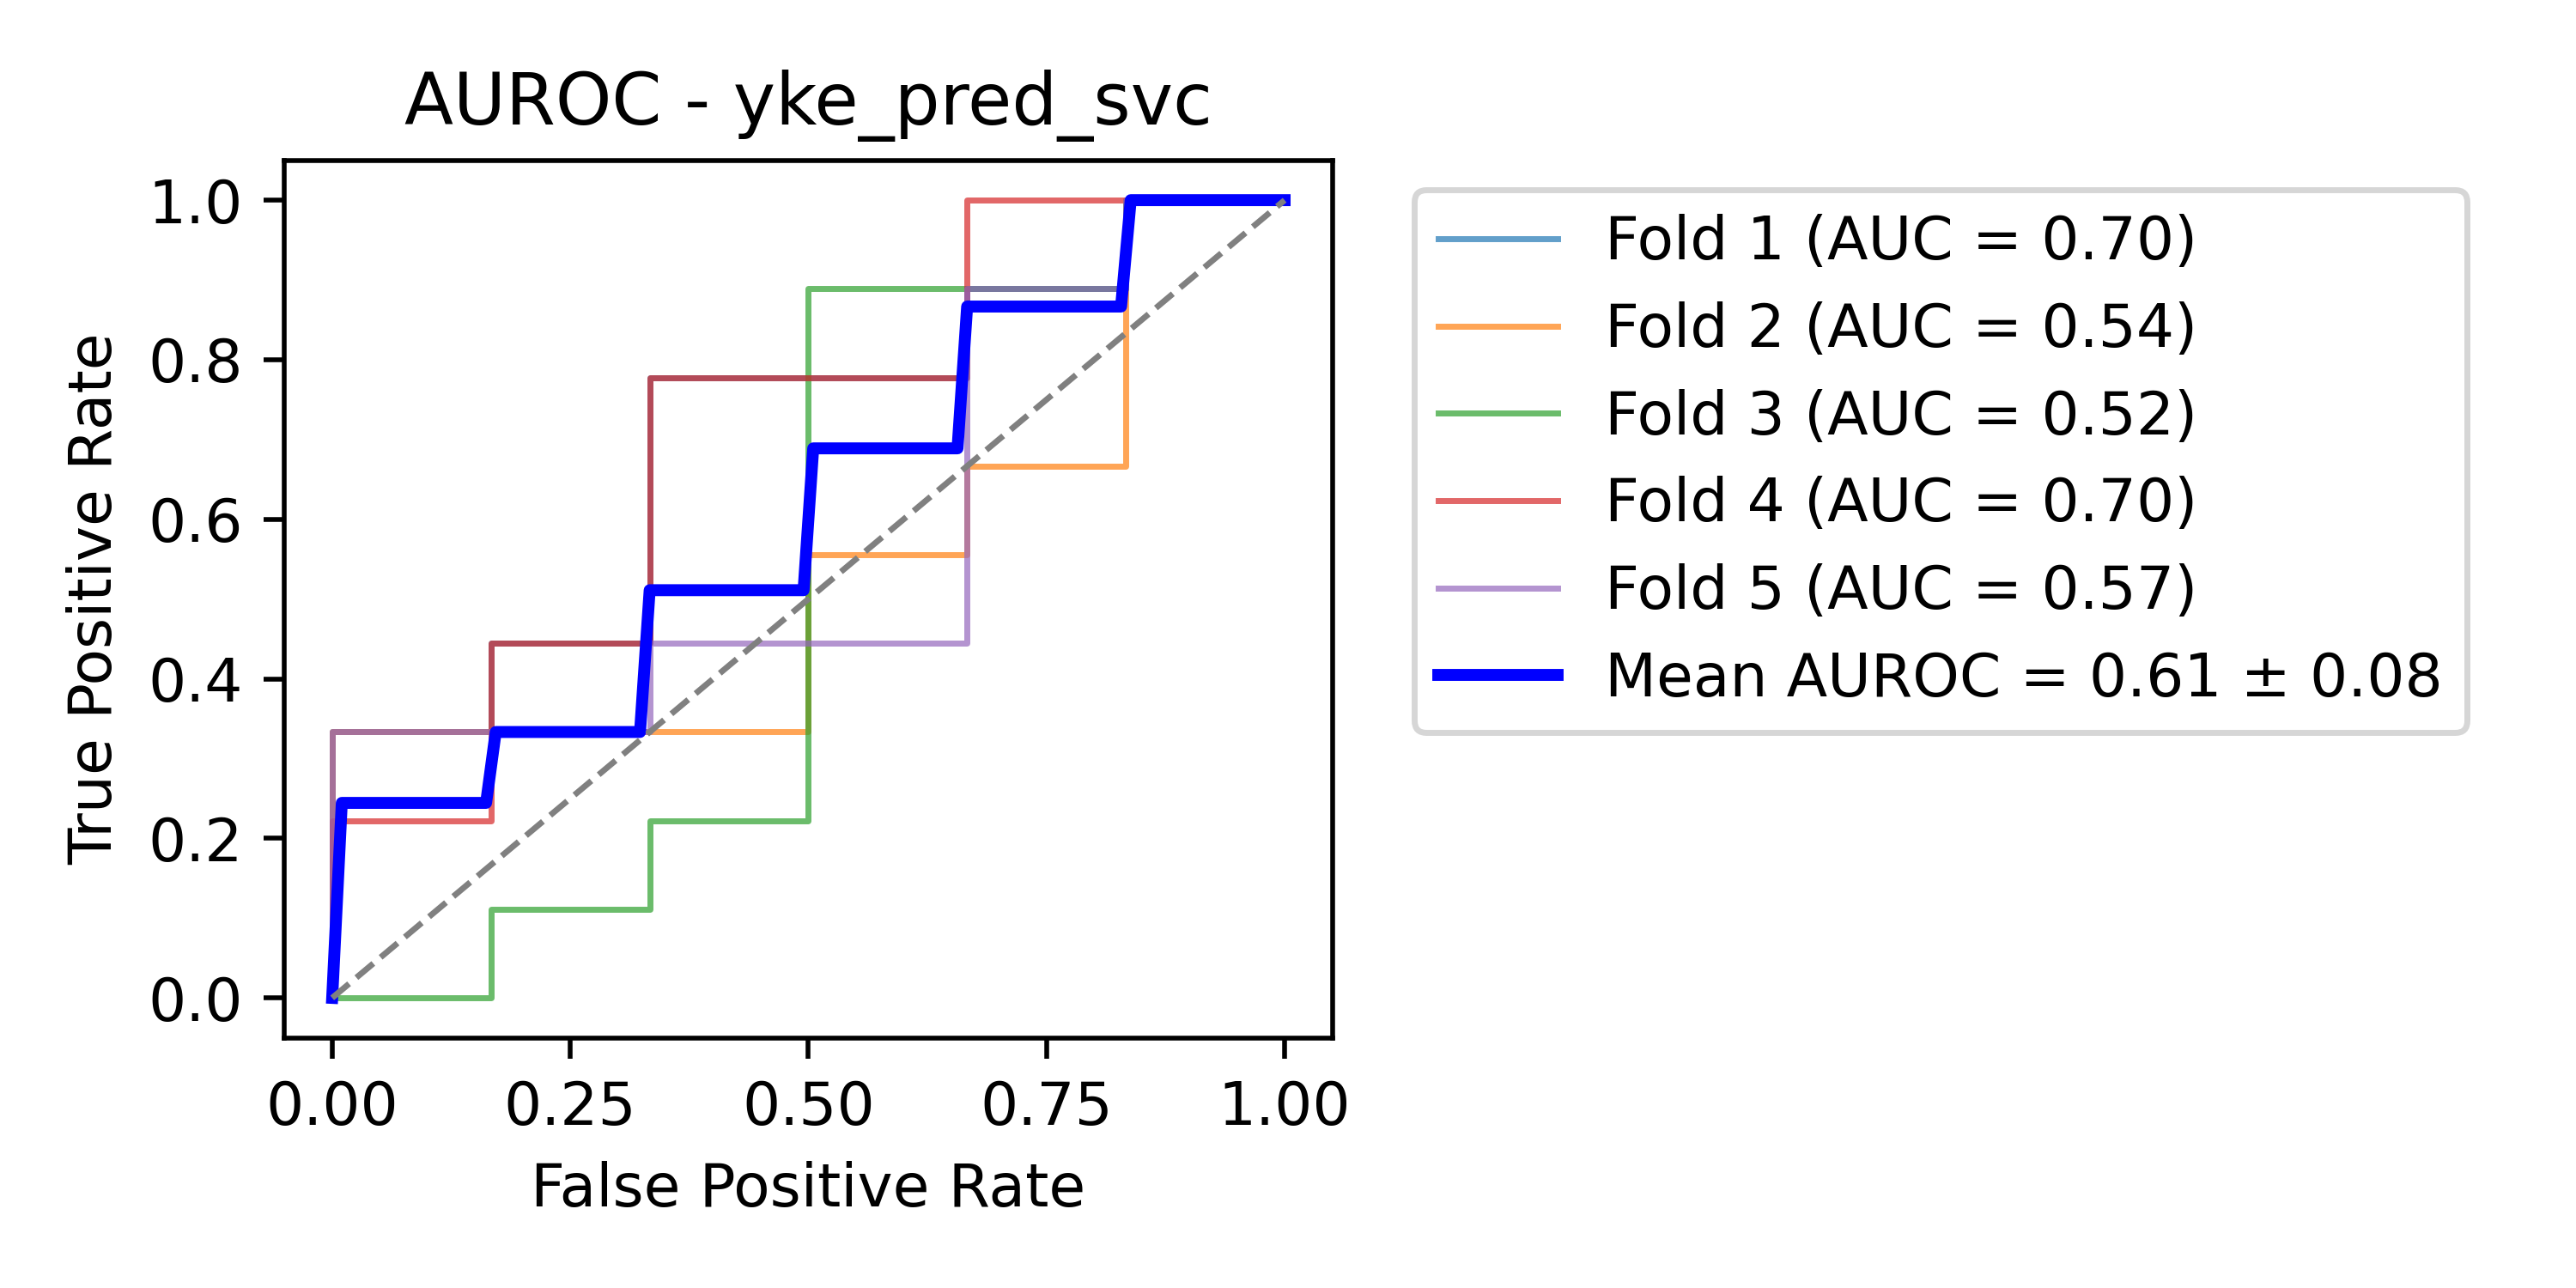 AUROC - yke_pred_svc
1.0
0.8
0.6
0.4
0.2
0.0
True Positive Rate
0.00 0.25 0.50 0.75 1.00
False Positive Rate
Fold 1 (AUC = 0.70)
Fold 2 (AUC = 0.54)
Fold 3 (AUC = 0.52)
Fold 4 (AUC = 0.70)
Fold 5 (AUC = 0.57)
Mean AUROC = 0.61 ± 0.08